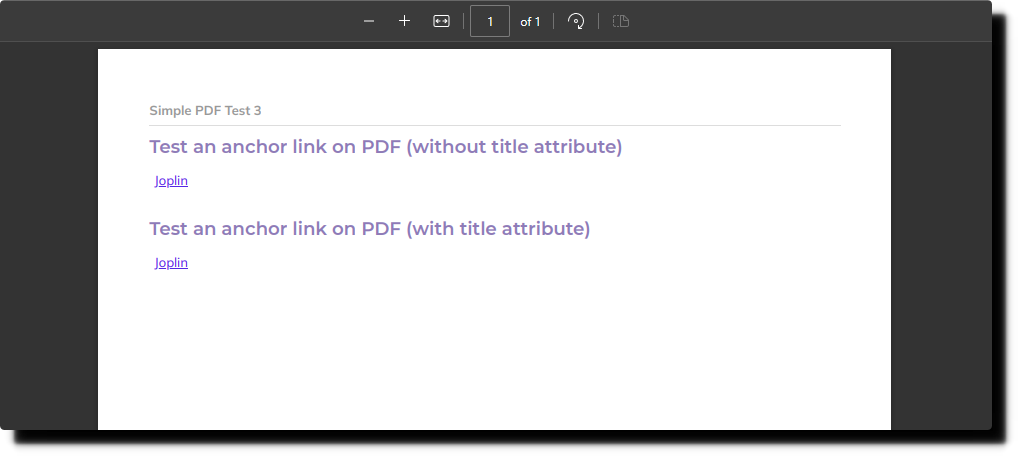 1 of 1
Simple PDF Test 3
Test an anchor link on PDF (without title attribute)
Joplin
Test an anchor link on PDF (with title attribute)
Joplin